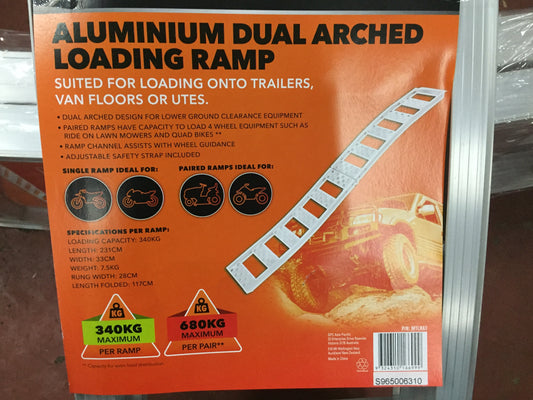 ALUMINIUM DUAL ARCHED
LOADING RAMP
SUITED FOR LOADING ONTO TRAILERS,
VAN FLOORS OR UTES.
• DUAL ARCHED DESIGN FOR LOWER GROUND CLEARANCE EQUIPMENT
• PAIRED RAMPS HAVE CAPACITY TO LOAD 4 WHEEL EQUIPMENT SUCH AS
RIDE ON LAWN MOWERS AND QUAD BIKES **
• RAMP CHANNEL ASSISTS WITH WHEEL GUIDANCE
• ADJUSTABLE SAFETY STRAP INCLUDED
SINGLE RAMP IDEAL FOR:
PAIRED RAMPS IDEAL FOR:
SPECIFICATIONS PER RAMP:
LOADING CAPACITY: 340KG
LENGTH: 231CM
WIDTH: 33CM
WEIGHT: 7.5KG
RUNG WIDTH: 28CM
LENGTH FOLDED: 117CM
KG
340KG
MAXIMUM
PER RAMP
KG
680KG
MAXIMUM
PER PAIR**
Made in China
S965006310